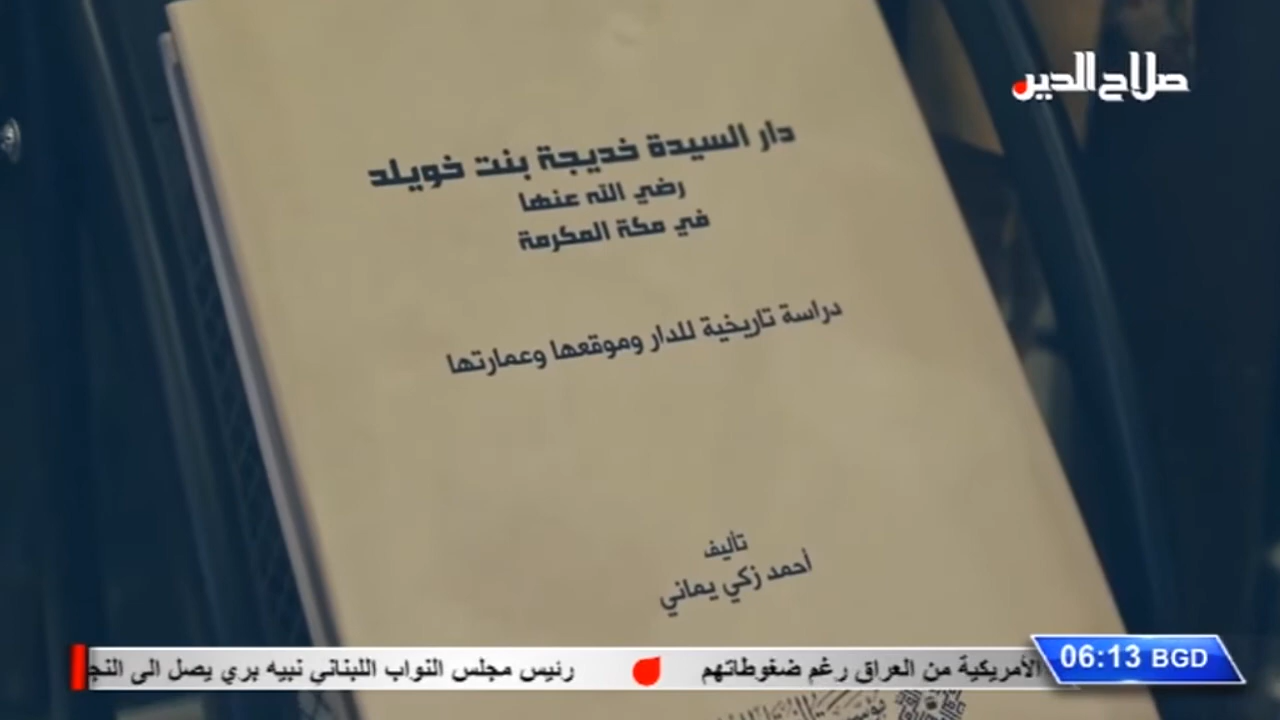 صلاح الدين
دار السيدة خديجة بنت خويلد
رضي الله عنها
في مكة المكرمة
دراسة تاريخية للدار وموقعها وعمارتها
تأليف
أحمد زكي يماني
الأمريكية من العراق رغم ضغوطاتهم
رئيس مجلس النواب اللبناني نبيه بري يصل الى
06:13 BGD